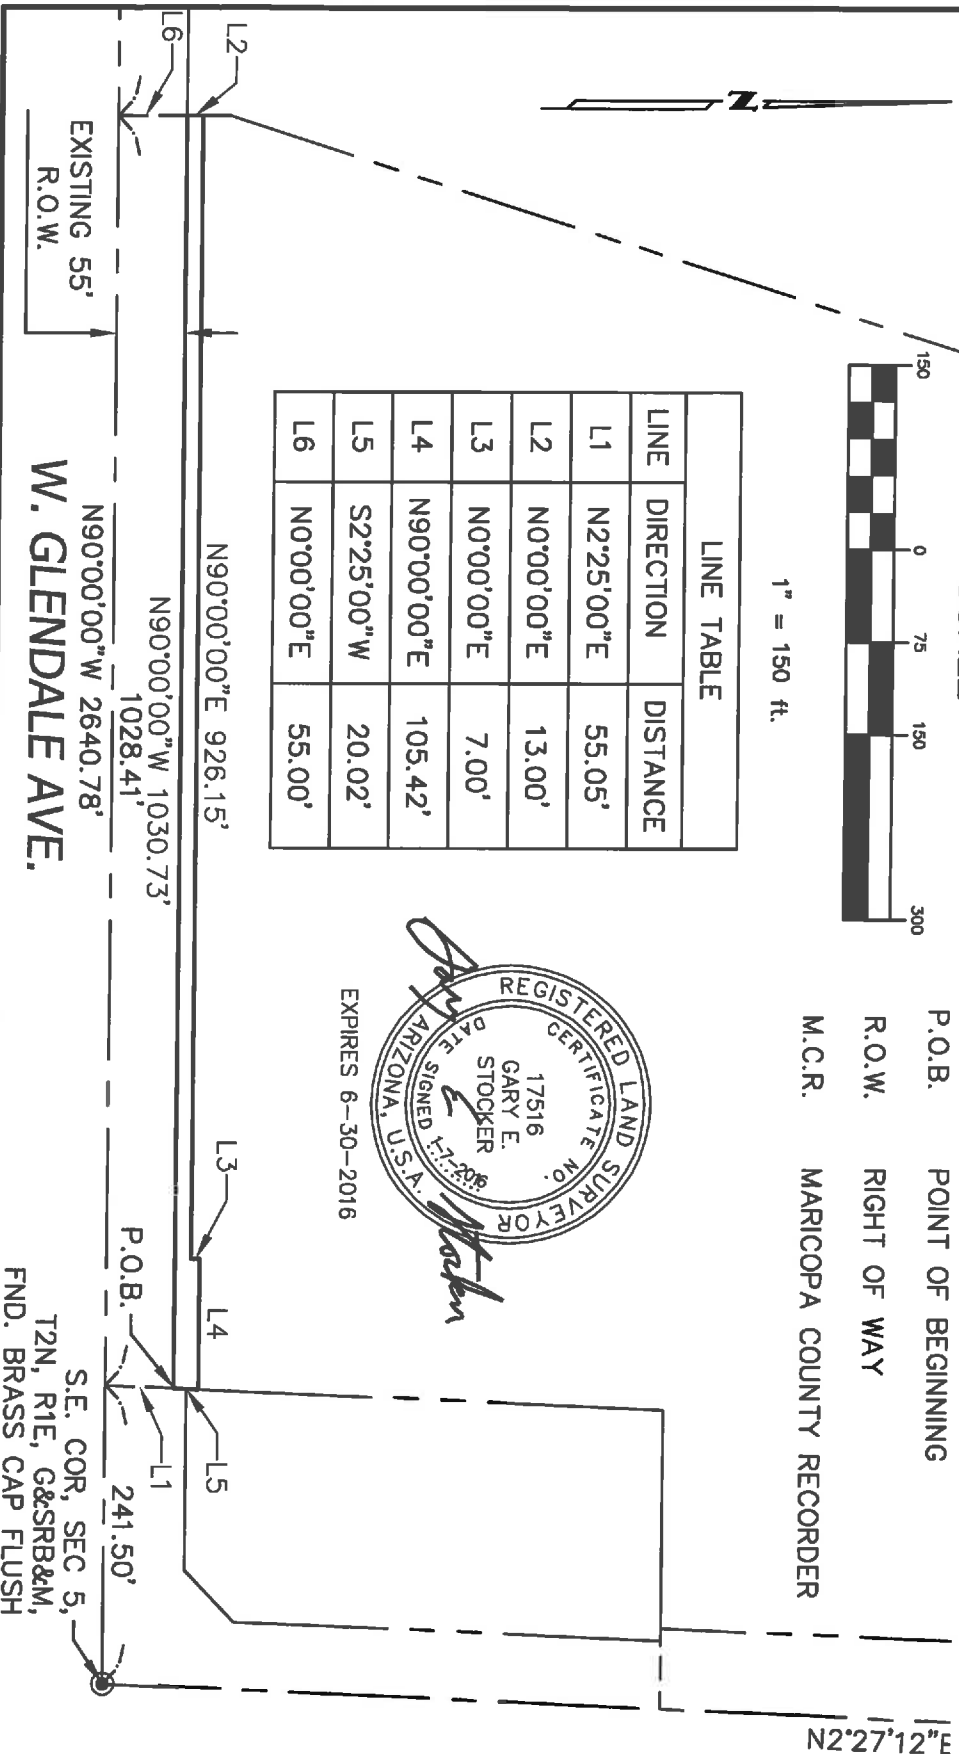 P.O.B. POINT OF BEGINNING
R.O.W. RIGHT OF WAY
M.C.R. MARICOPA COUNTY RECORDER
150 0 75 150 300
1" = 150 ft.
N
LINE TABLE
LINE DIRECTION DISTANCE
L1 N2°25'00"E 55.05'
L2 N0°00'00"E 13.00'
L3 N0°00'00"E 7.00'
L4 N90°00'00"E 105.42'
L5 S2°25'00"W 20.02'
L6 N0°00'00"E 55.00'
REGISTERED LAND SURVEYOR
CERTIFICATE NO.
17516
GARY E.
STOCKER
DATE SIGNED 1-7-2016
ARIZONA, U.S.A.
Gary E Stocker
EXPIRES 6-30-2016
N2°27'12"E
L2
L6
L3
L4
L5
L1
P.O.B.
N90°00'00"E 926.15'
N90°00'00"W 1030.73'
1028.41'
241.50'
N90°00'00"W 2640.78'
EXISTING 55'
R.O.W.
W. GLENDALE AVE.
S.E. COR, SEC 5,
T2N, R1E, G&SRB&M,
FND. BRASS CAP FLUSH